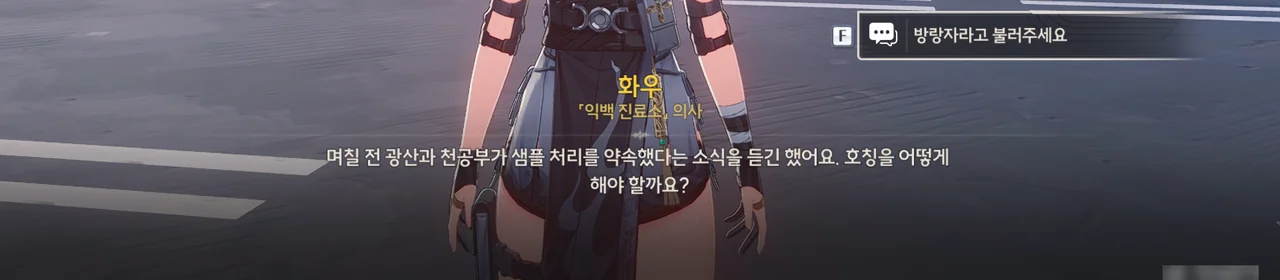 F 방랑자라고 불러주세요
화우
「익백 진료소」 의사
며칠 전 광산과 천공부가 샘플 처리를 약속했다는 소식을 듣긴 했어요. 호칭을 어떻게
해야 할까요?